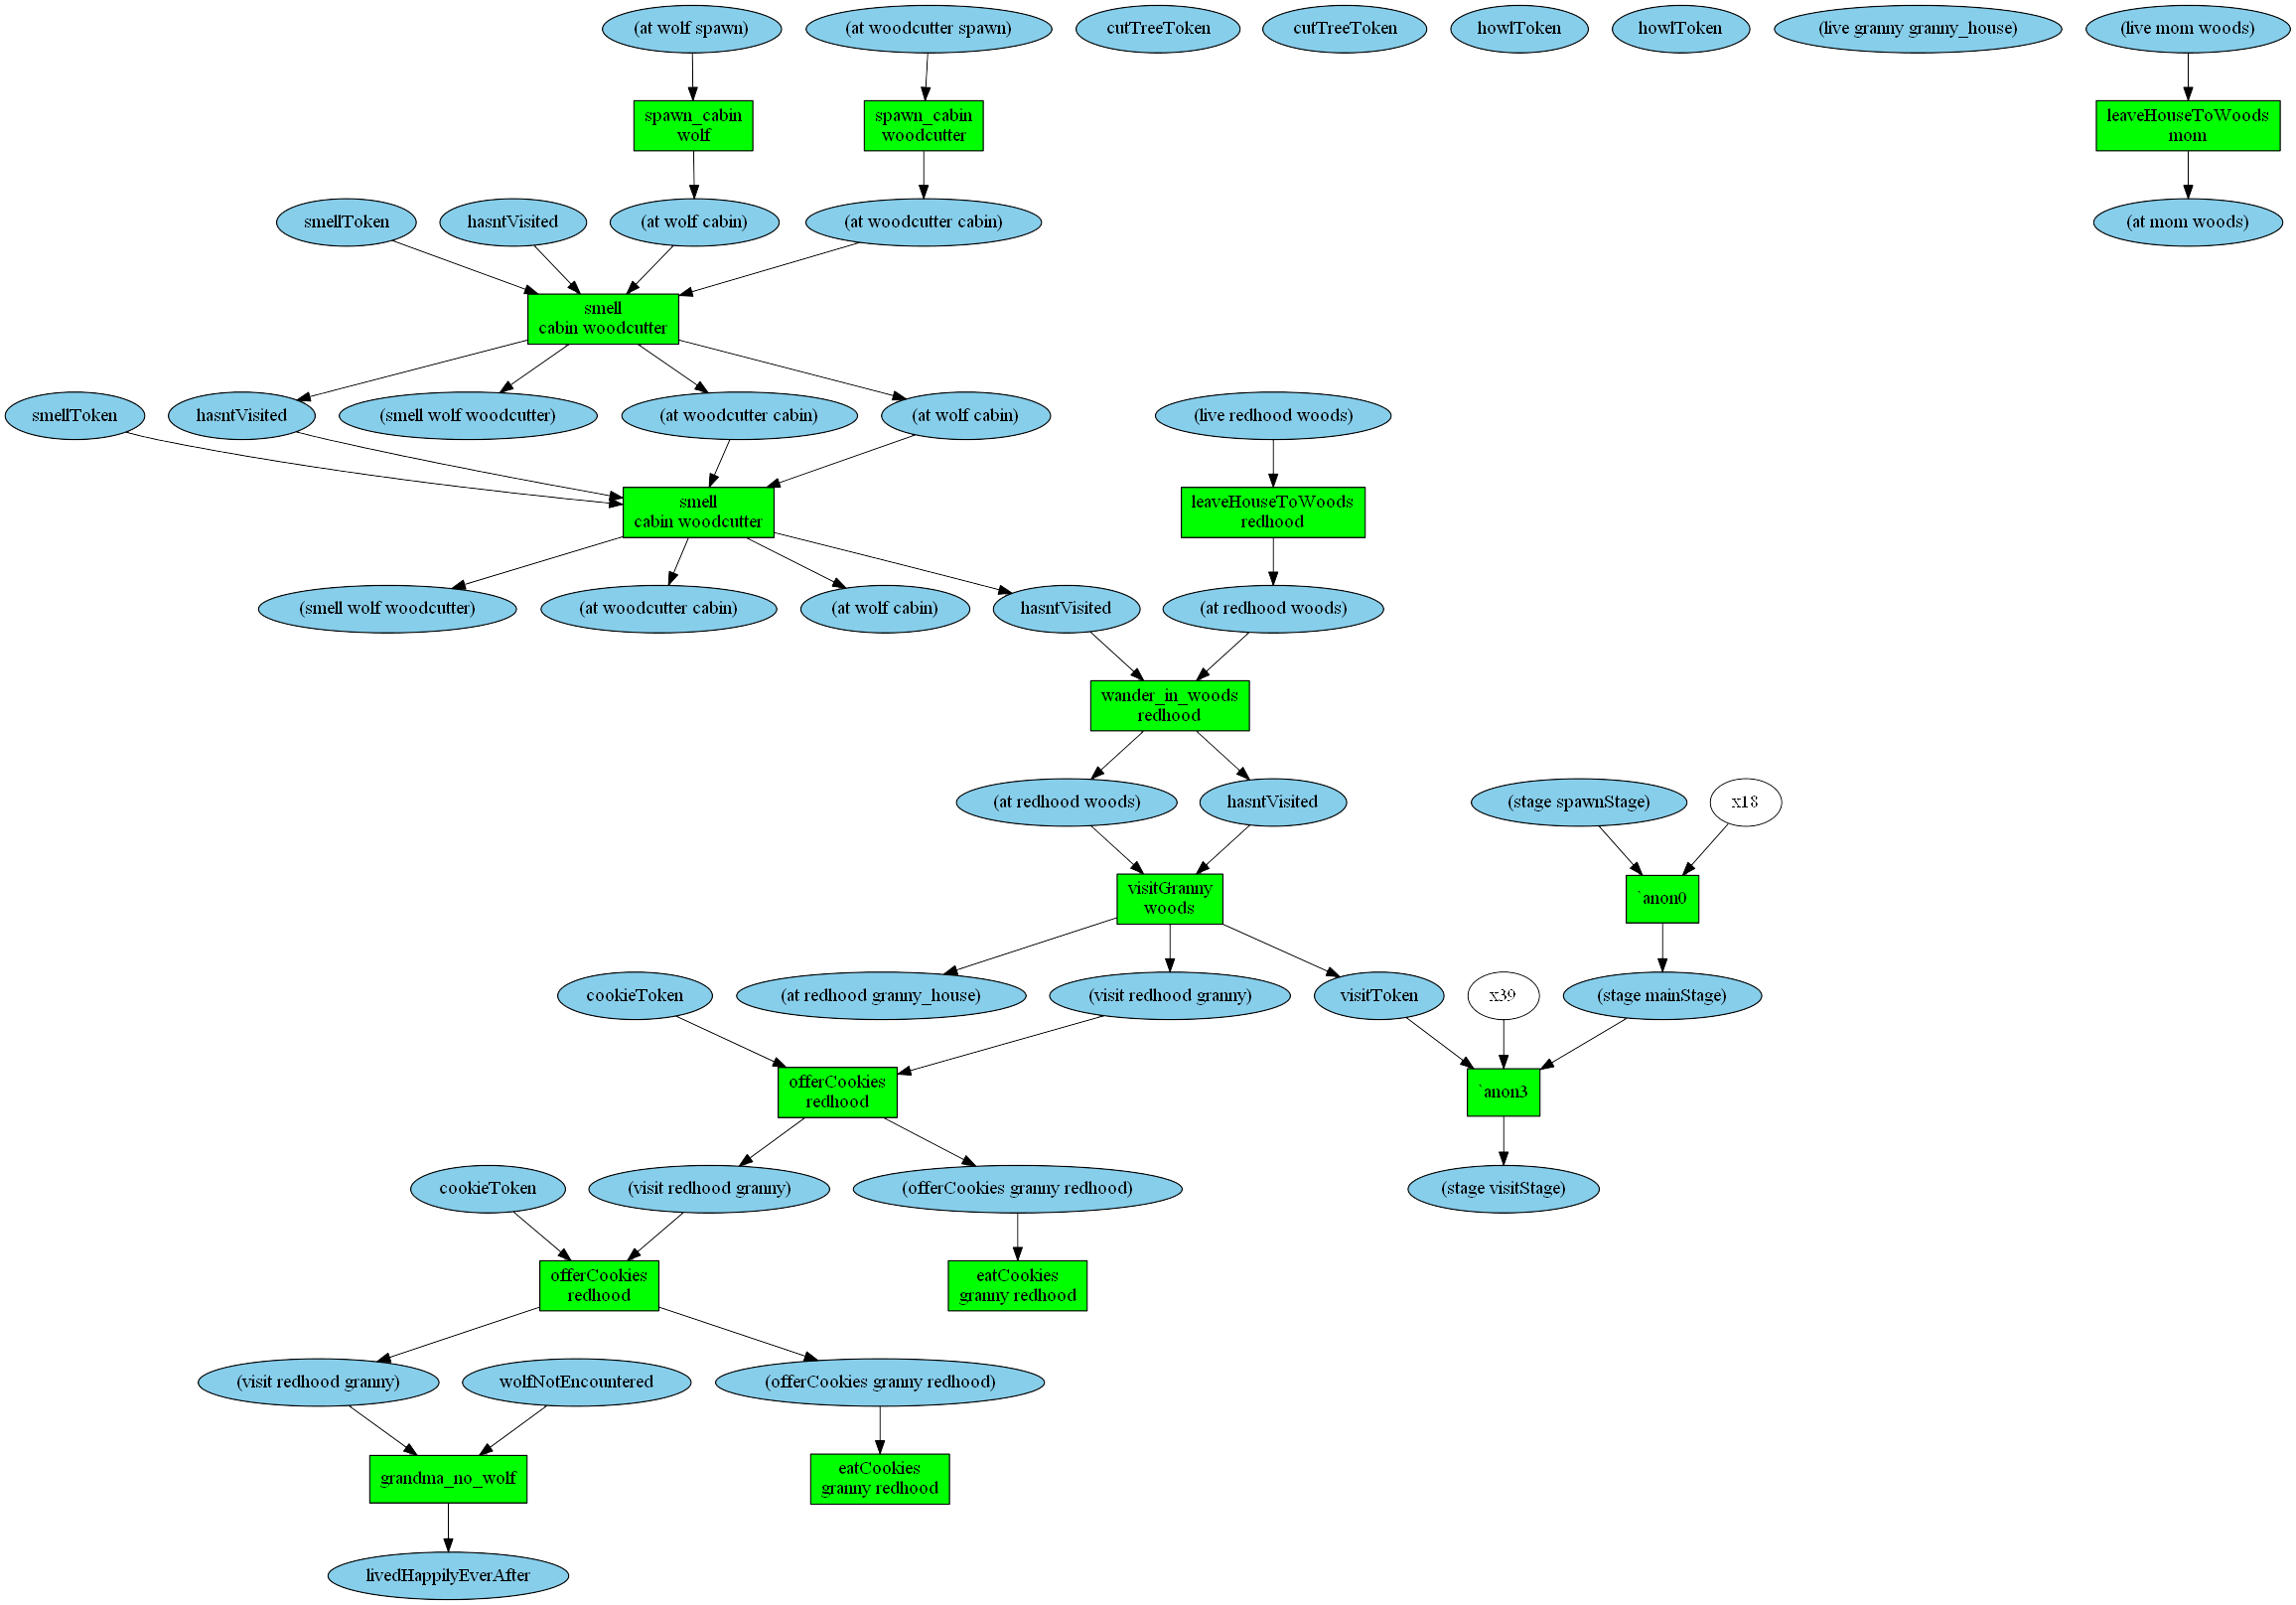 (at wolf spawn)
(at woodcutter spawn)
cutTreeToken
cutTreeToken
howlToken
howlToken
(live granny granny_house)
(live mom woods)
spawn_cabin
wolf
spawn_cabin
woodcutter
leaveHouseToWoods
mom
smellToken
hasntVisited
(at wolf cabin)
(at woodcutter cabin)
(at mom woods)
smell
cabin woodcutter
smellToken
hasntVisited
(smell wolf woodcutter)
(at woodcutter cabin)
(at wolf cabin)
(live redhood woods)
smell
cabin woodcutter
leaveHouseToWoods
redhood
(smell wolf woodcutter)
(at woodcutter cabin)
(at wolf cabin)
hasntVisited
(at redhood woods)
wander_in_woods
redhood
(at redhood woods)
hasntVisited
(stage spawnStage)
x18
visitGranny
woods
`anon0
cookieToken
(at redhood granny_house)
(visit redhood granny)
visitToken
x39
(stage mainStage)
offerCookies
redhood
`anon3
cookieToken
(visit redhood granny)
(offerCookies granny redhood)
(stage visitStage)
offerCookies
redhood
eatCookies
granny redhood
(visit redhood granny)
wolfNotEncountered
(offerCookies granny redhood)
grandma_no_wolf
eatCookies
granny redhood
livedHappilyEverAfter